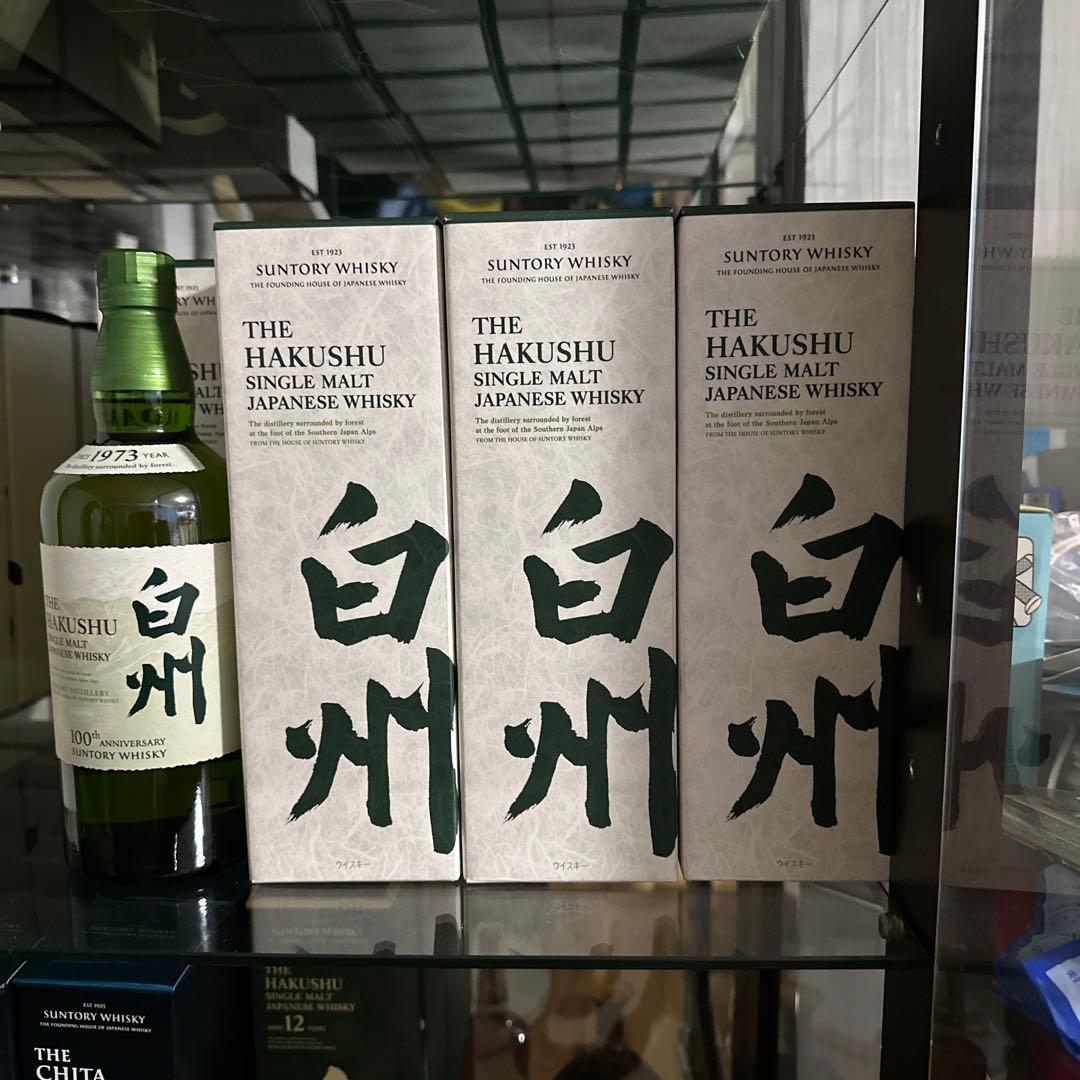 1973 YEAR
The distillery surrounded by forest
THE
HAKUSHU
SINGLE MALT
JAPANESE WHISKY
白州
100th ANNIVERSARY
SUNTORY WHISKY
EST 1923
SUNTORY WHISKY
THE FOUNDING HOUSE OF JAPANESE WHISKY
THE
HAKUSHU
SINGLE MALT
JAPANESE WHISKY
The distillery surrounded by forest
at the foot of the Southern Japan Alps
FROM THE HOUSE OF SUNTORY WHISKY
白州
ウイスキー
EST 1923
SUNTORY WHISKY
THE FOUNDING HOUSE OF JAPANESE WHISKY
THE
HAKUSHU
SINGLE MALT
JAPANESE WHISKY
The distillery surrounded by forest
at the foot of the Southern Japan Alps
FROM THE HOUSE OF SUNTORY WHISKY
白州
ウイスキー
EST 1923
SUNTORY WHISKY
THE FOUNDING HOUSE OF JAPANESE WHISKY
THE
HAKUSHU
SINGLE MALT
JAPANESE WHISKY
The distillery surrounded by forest
at the foot of the Southern Japan Alps
FROM THE HOUSE OF SUNTORY WHISKY
白州
ウイスキー
EST 1923
SUNTORY WHISKY
THE FOUNDING HOUSE OF JAPANESE WHISKY
THE
CHITA
THE
HAKUSHU
SINGLE MALT
JAPANESE WHISKY
AGED 12 YEARS